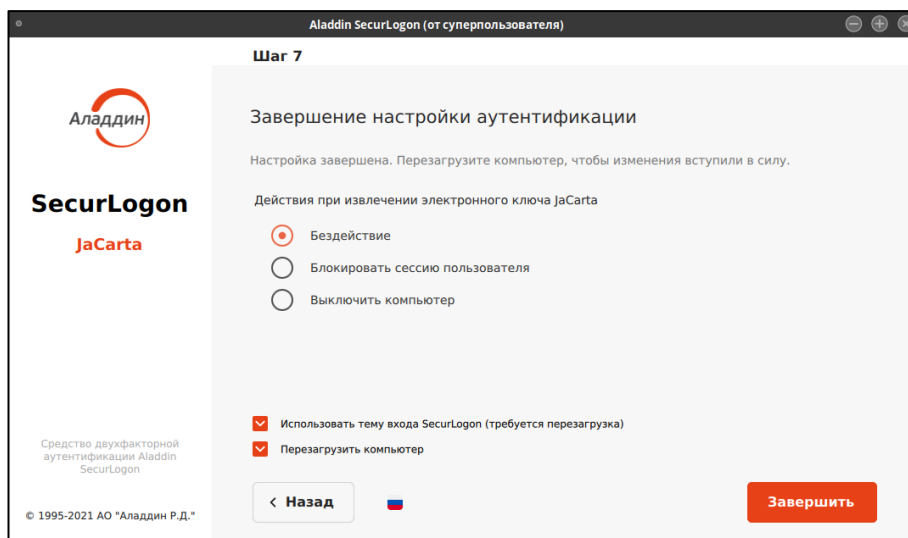 Aladdin SecurLogon (от суперпользователя)
Шаг 7
Аладдин
SecurLogon
JaCarta
Завершение настройки аутентификации
Настройка завершена. Перезагрузите компьютер, чтобы изменения вступили в силу.
Действия при извлечении электронного ключа JaCarta
Бездействие
Блокировать сессию пользователя
Выключить компьютер
Использовать тему входа SecurLogon (требуется перезагрузка)
Перезагрузить компьютер
Средство двухфакторной
аутентификации Aladdin
SecurLogon
© 1995-2021 АО "Аладдин Р.Д."
Назад
Завершить